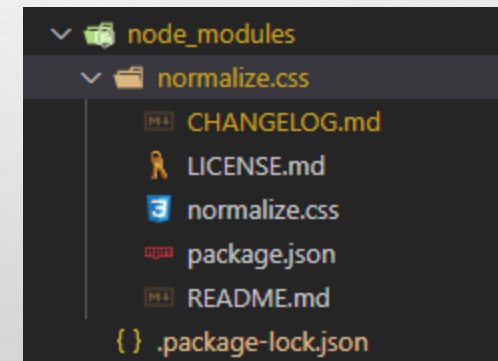 node_modules
normalize.css
CHANGELOG.md
LICENSE.md
normalize.css
package.json
README.md
{ } .package-lock.json